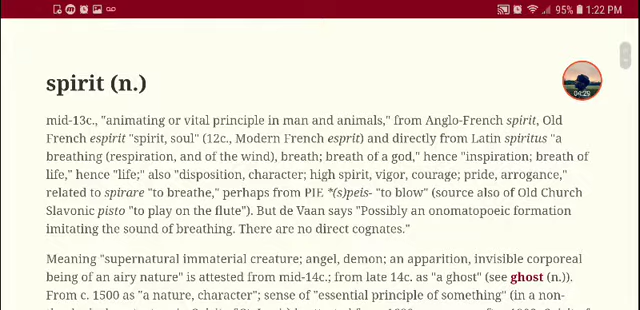 95% 1:22 PM
spirit (n.)
04:29
mid-13c., "animating or vital principle in man and animals," from Anglo-French spirit, Old
French espirit "spirit, soul" (12c., Modern French esprit) and directly from Latin spiritus "a
breathing (respiration, and of the wind), breath; breath of a god," hence "inspiration; breath of
life," hence "life;" also "disposition, character; high spirit, vigor, courage; pride, arrogance,"
related to spirare "to breathe," perhaps from PIE *(s)peis- "to blow" (source also of Old Church
Slavonic pisto "to play on the flute"). But de Vaan says "Possibly an onomatopoeic formation
imitating the sound of breathing. There are no direct cognates."
Meaning "supernatural immaterial creature; angel, demon; an apparition, invisible corporeal
being of an airy nature" is attested from mid-14c.; from late 14c. as "a ghost" (see ghost (n.)).
From c. 1500 as "a nature, character"; sense of "essential principle of something" (in a non-